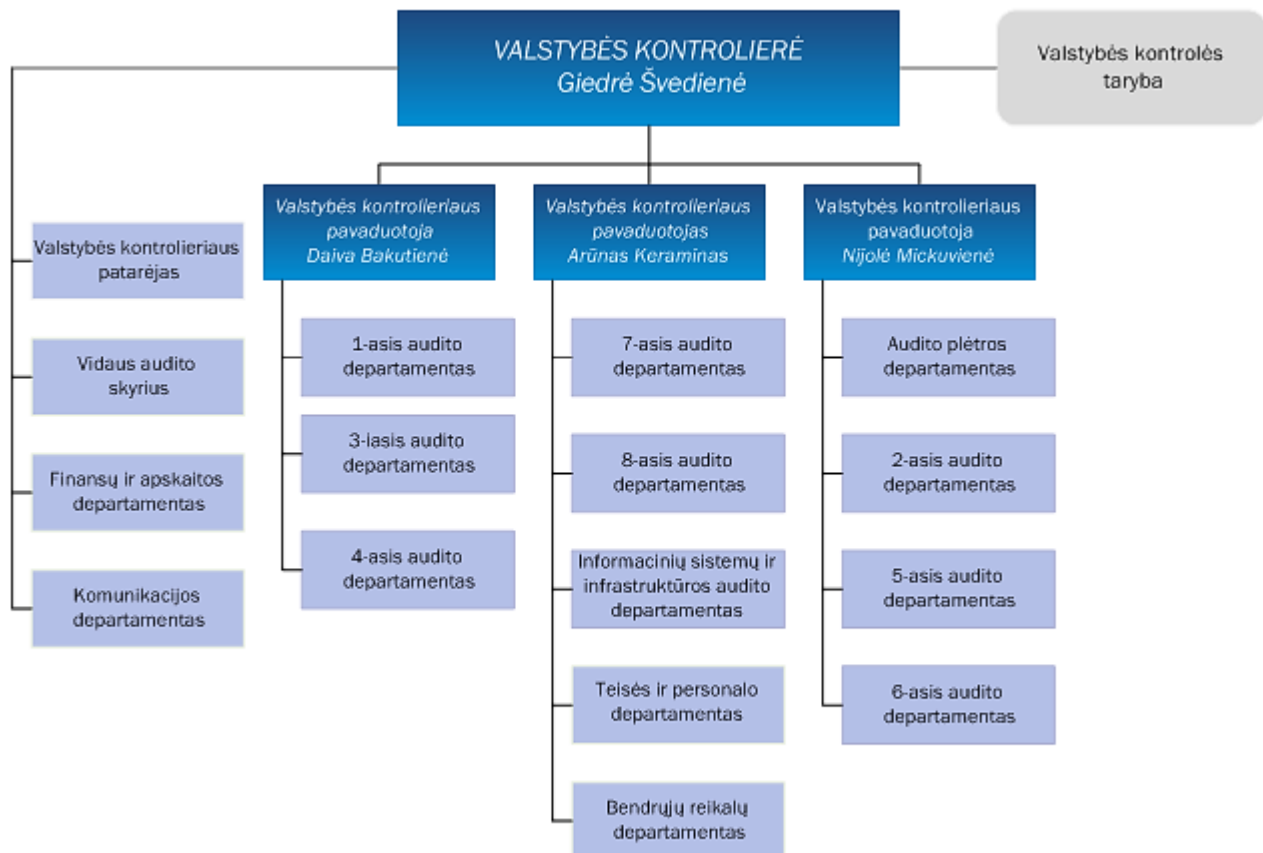 VALSTYBĖS KONTROLIERĖ
Giedrė Švedienė
Valstybės kontrolės
taryba
Valstybės kontrolieriaus
patarėjas
Vidaus audito
skyrius
Finansų ir apskaitos
departamentas
Komunikacijos
departamentas
Valstybės kontrolieriaus
pavaduotoja
Daiva Bakutienė
1-asis audito
departamentas
3-iasis audito
departamentas
4-asis audito
departamentas
Valstybės kontrolieriaus
pavaduotojas
Arūnas Keraminas
7-asis audito
departamentas
8-asis audito
departamentas
Informacinių sistemų ir
infrastruktūros audito
departamentas
Teisės ir personalo
departamentas
Bendrųjų reikalų
departamentas
Valstybės kontrolieriaus
pavaduotoja
Nijolė Mickuvienė
Audito plėtros
departamentas
2-asis audito
departamentas
5-asis audito
departamentas
6-asis audito
departamentas